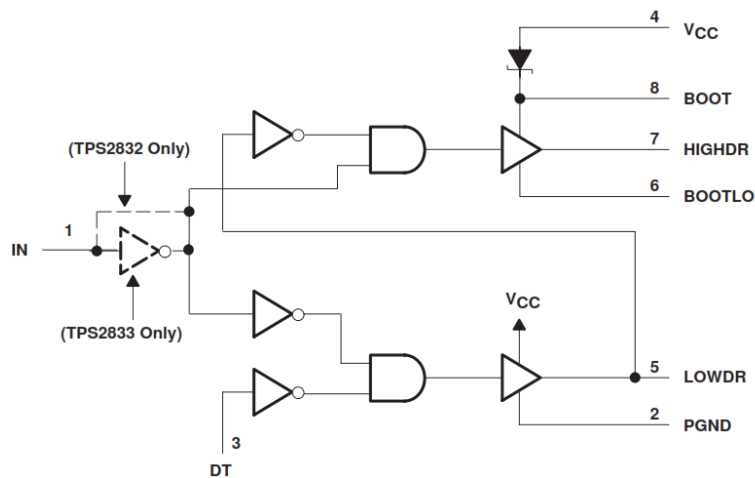 4 VCC
8 BOOT
(TPS2832 Only)
7 HIGHDR
6 BOOTLO
1
IN
VCC
(TPS2833 Only)
5 LOWDR
2 PGND
3
DT